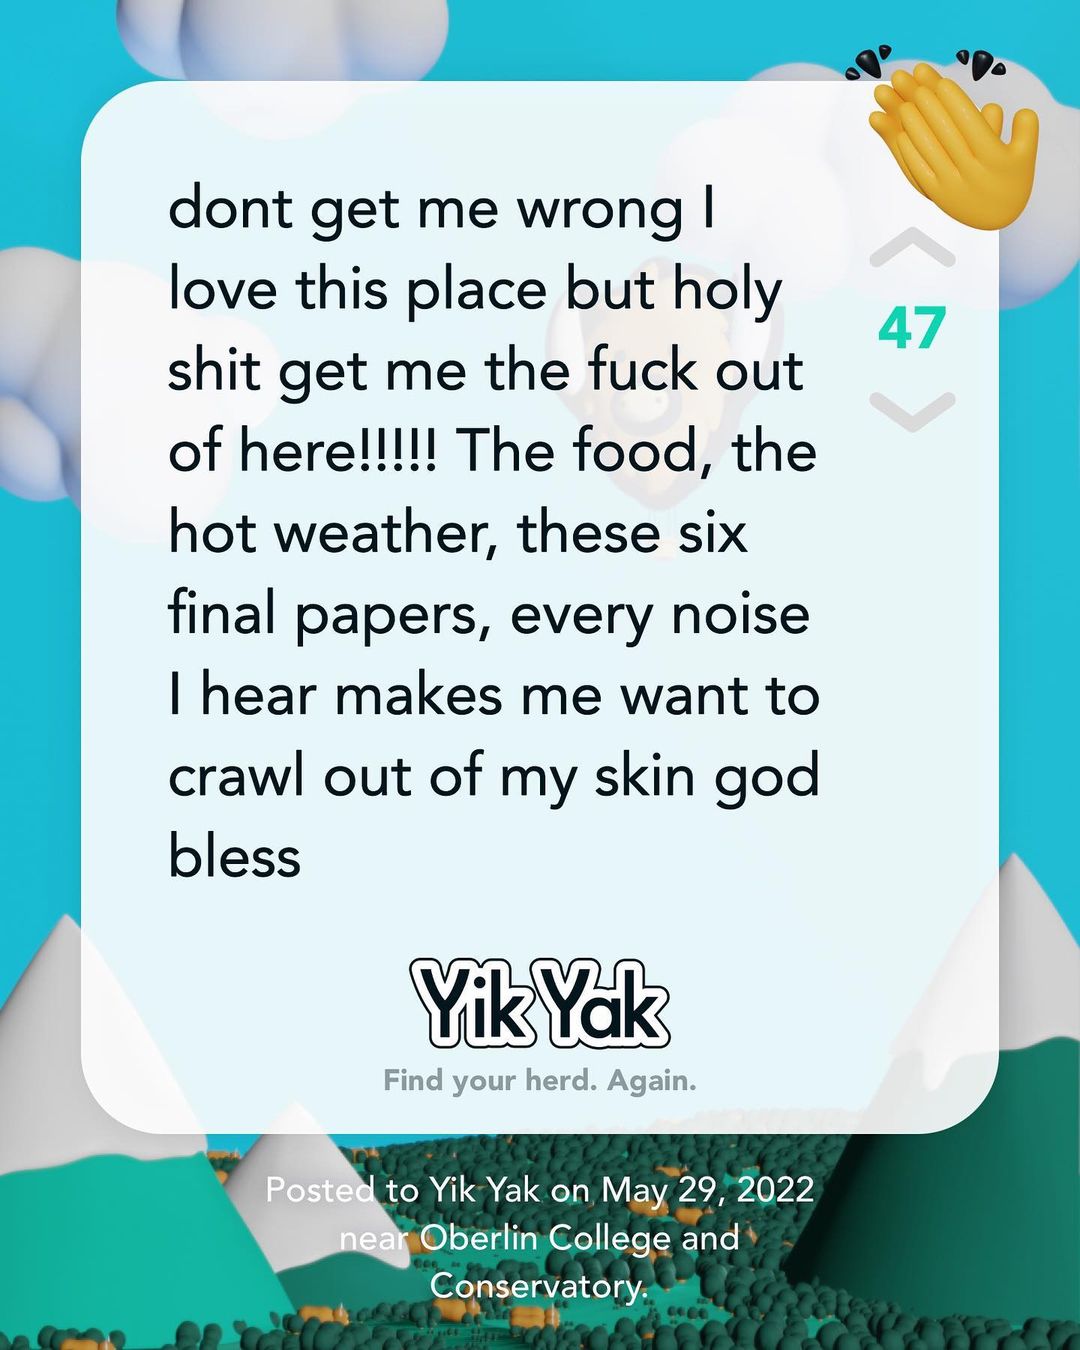 dont get me wrong I
love this place but holy
shit get me the fuck out
of here!!!!! The food, the
hot weather, these six
final papers, every noise
I hear makes me want to
crawl out of my skin god
bless
47
Yik Yak
Find your herd. Again.
Posted to Yik Yak on May 29, 2022
near Oberlin College and
Conservatory.